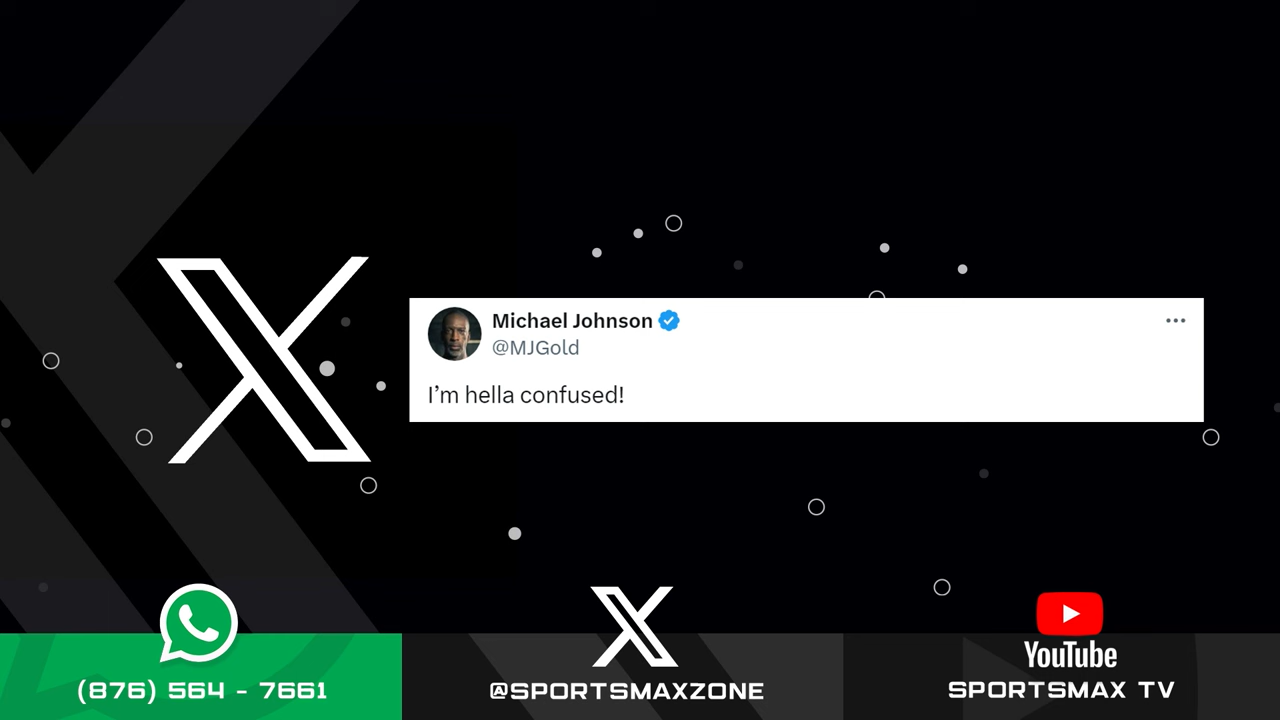 Michael Johnson
@MJGold
I’m hella confused!
(876) 564 - 7661
@SPORTSMAXZONE
YouTube
SPORTSMAX TV